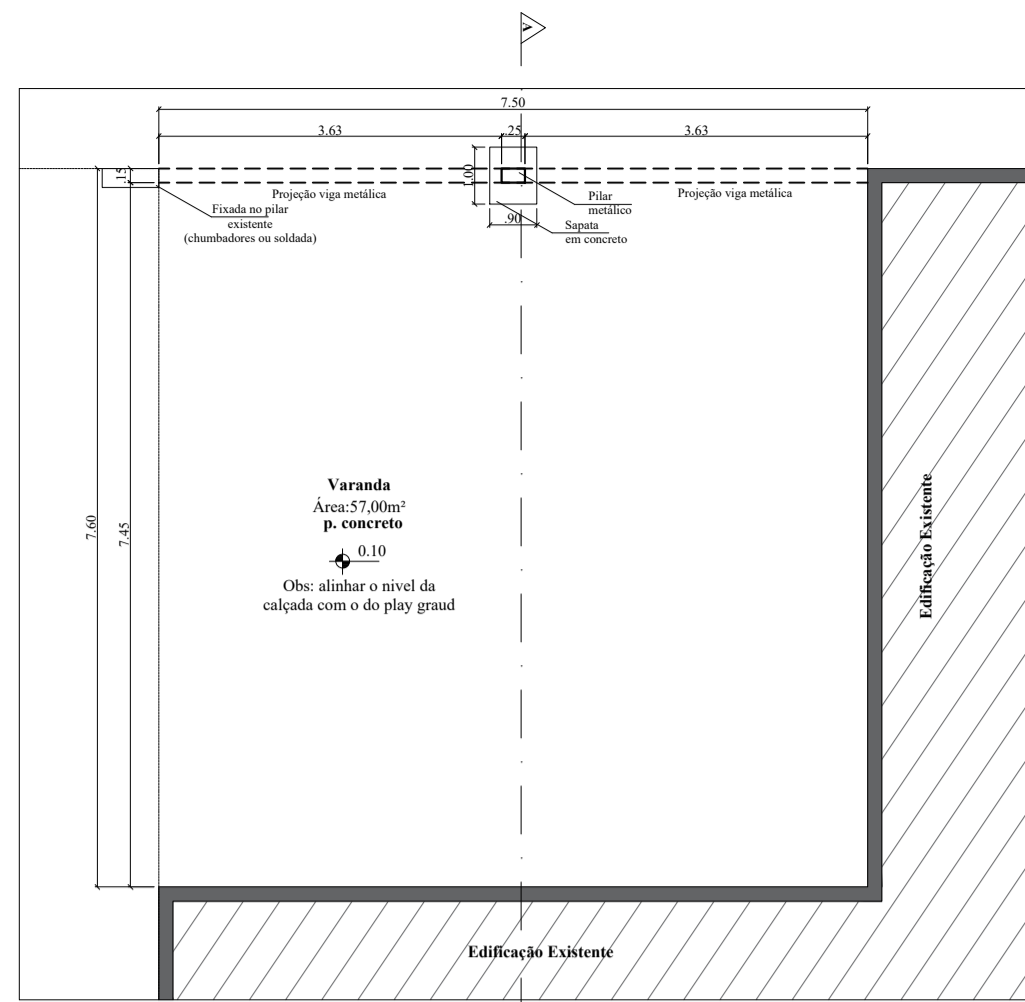 A
7.50
3.63
.25
3.63
.15
1.00
Projeção viga metálica
Projeção viga metálica
Fixada no pilar
existente
(chumbadores ou soldada)
Pilar
metálico
.90
Sapata
em concreto
7.60
7.45
Varanda
Área:57,00m²
p. concreto
0.10
Obs: alinhar o nivel da
calçada com o do play graud
Edificação Existente
Edificação Existente